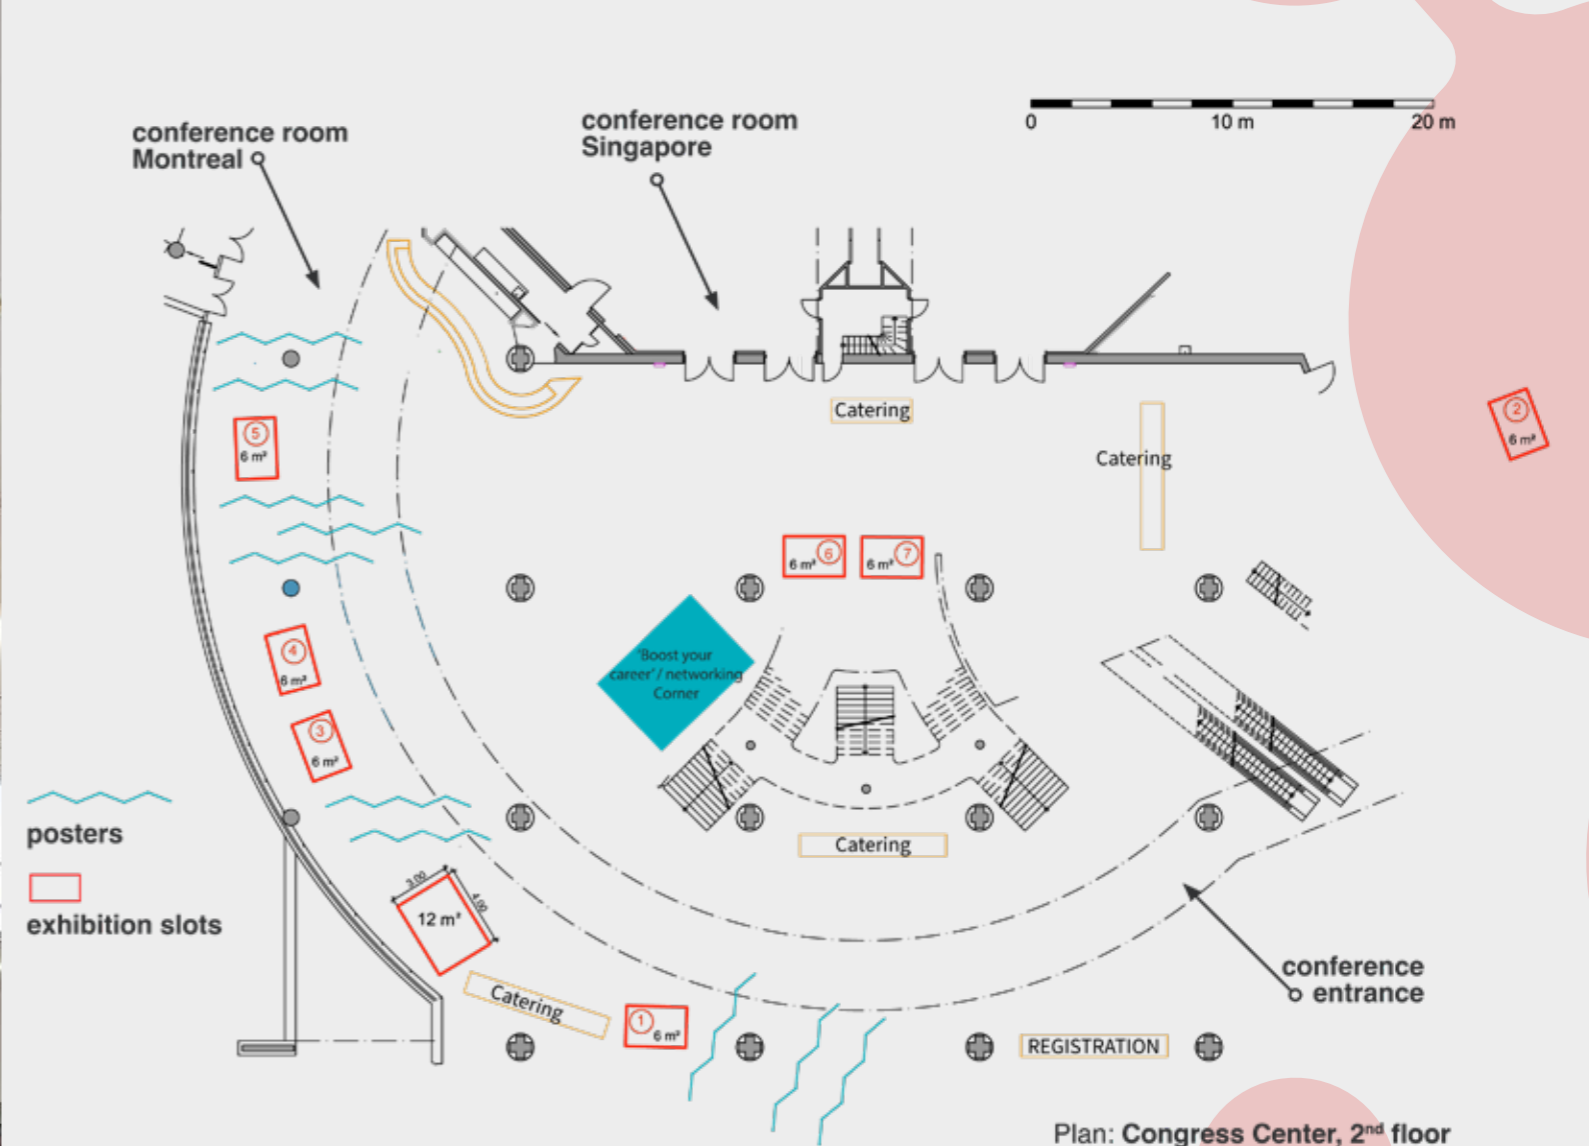 conference room
Montreal
conference room
Singapore
0 10 m 20 m
Catering
Catering
2
6 m²
5
6 m²
6
6 m²
7
6 m²
4
6 m²
"Boost your
career"/ networking
Corner
3
6 m²
posters
exhibition slots
Catering
3.00
4.00
12 m²
Catering
1
6 m²
conference
entrance
REGISTRATION
Plan: Congress Center, 2nd floor